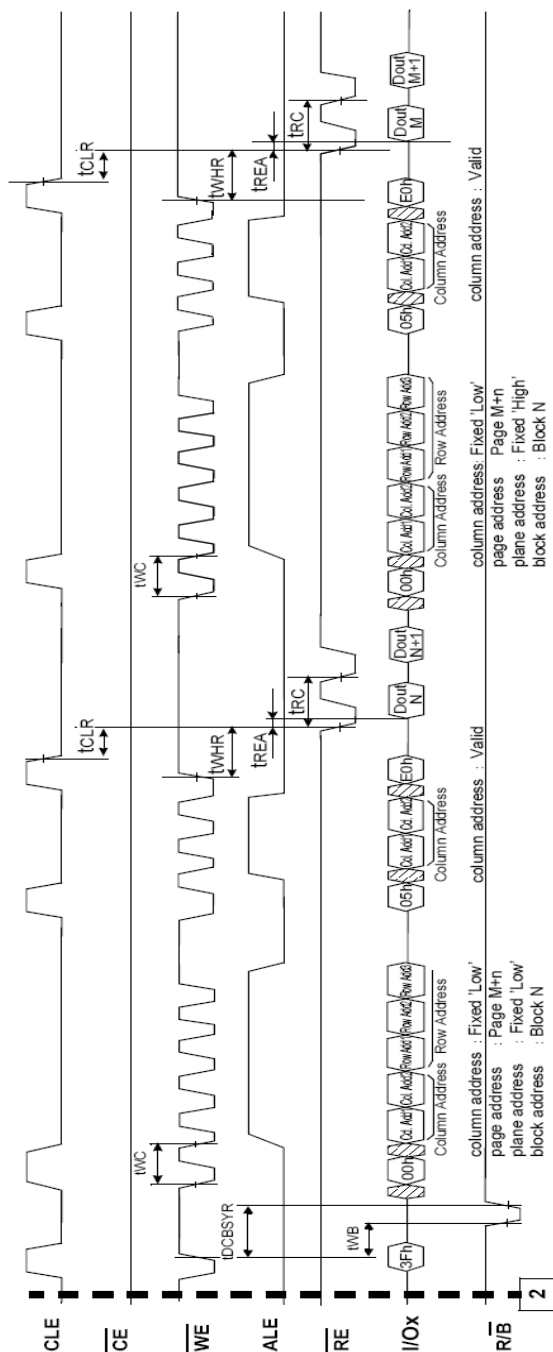 CLE
tCLR
tCLR
CE
WE
tWC
tWHR
tWC
tWHR
ALE
tDCBSYR
tREA
tREA
RE
tWB
tRC
tRC
I/Ox
3Fh
00h
Col. Add1
Col. Add2
Row Add1
Row Add2
Row Add3
05h
Col. Add1
Col. Add2
E0h
Dout N
Dout N+1
00h
Col. Add1
Col. Add2
Row Add1
Row Add2
Row Add3
05h
Col. Add1
Col. Add2
E0h
Dout M
Dout M+1
Column Address
Row Address
Column Address
Column Address
Row Address
Column Address
column address : Fixed 'Low'
page address : Page M+n
plane address : Fixed 'Low'
block address : Block N
column address : Valid
column address: Fixed 'Low'
page address Page M+n
plane address : Fixed 'High'
block address : Block N
column address : Valid
R/B
2